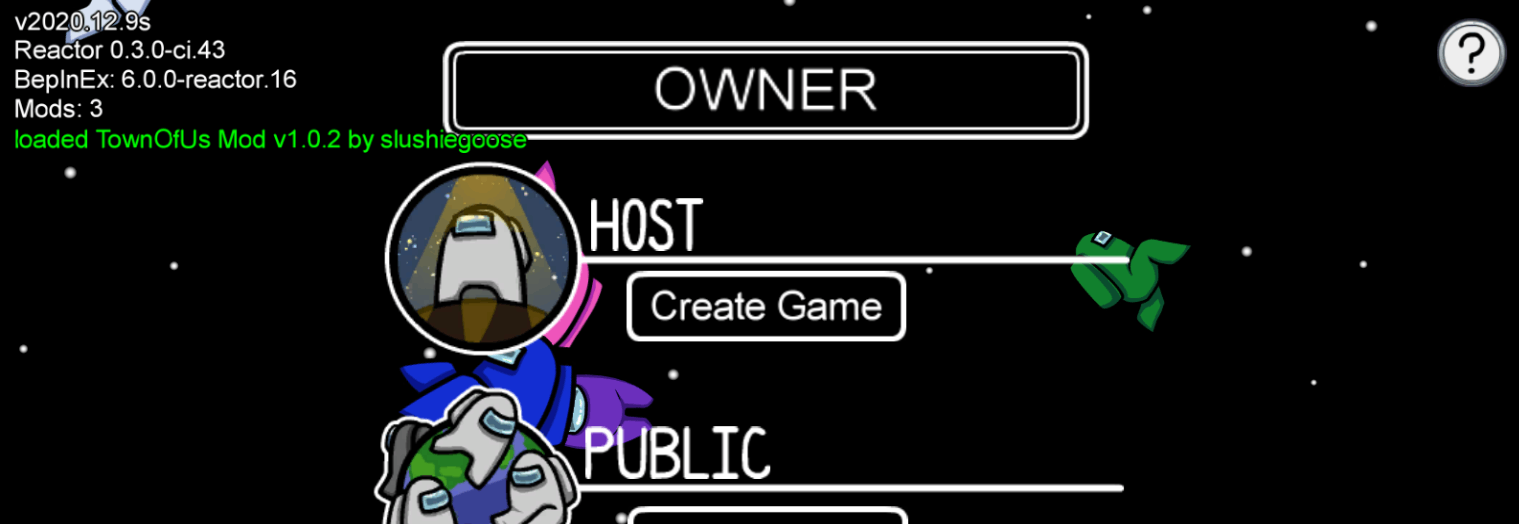 v2020.12.9s
Reactor 0.3.0-ci.43
BepInEx: 6.0.0-reactor.16
Mods: 3
loaded TownOfUs Mod v1.0.2 by slushiegoose
OWNER
?
HOST
Create Game
PUBLIC